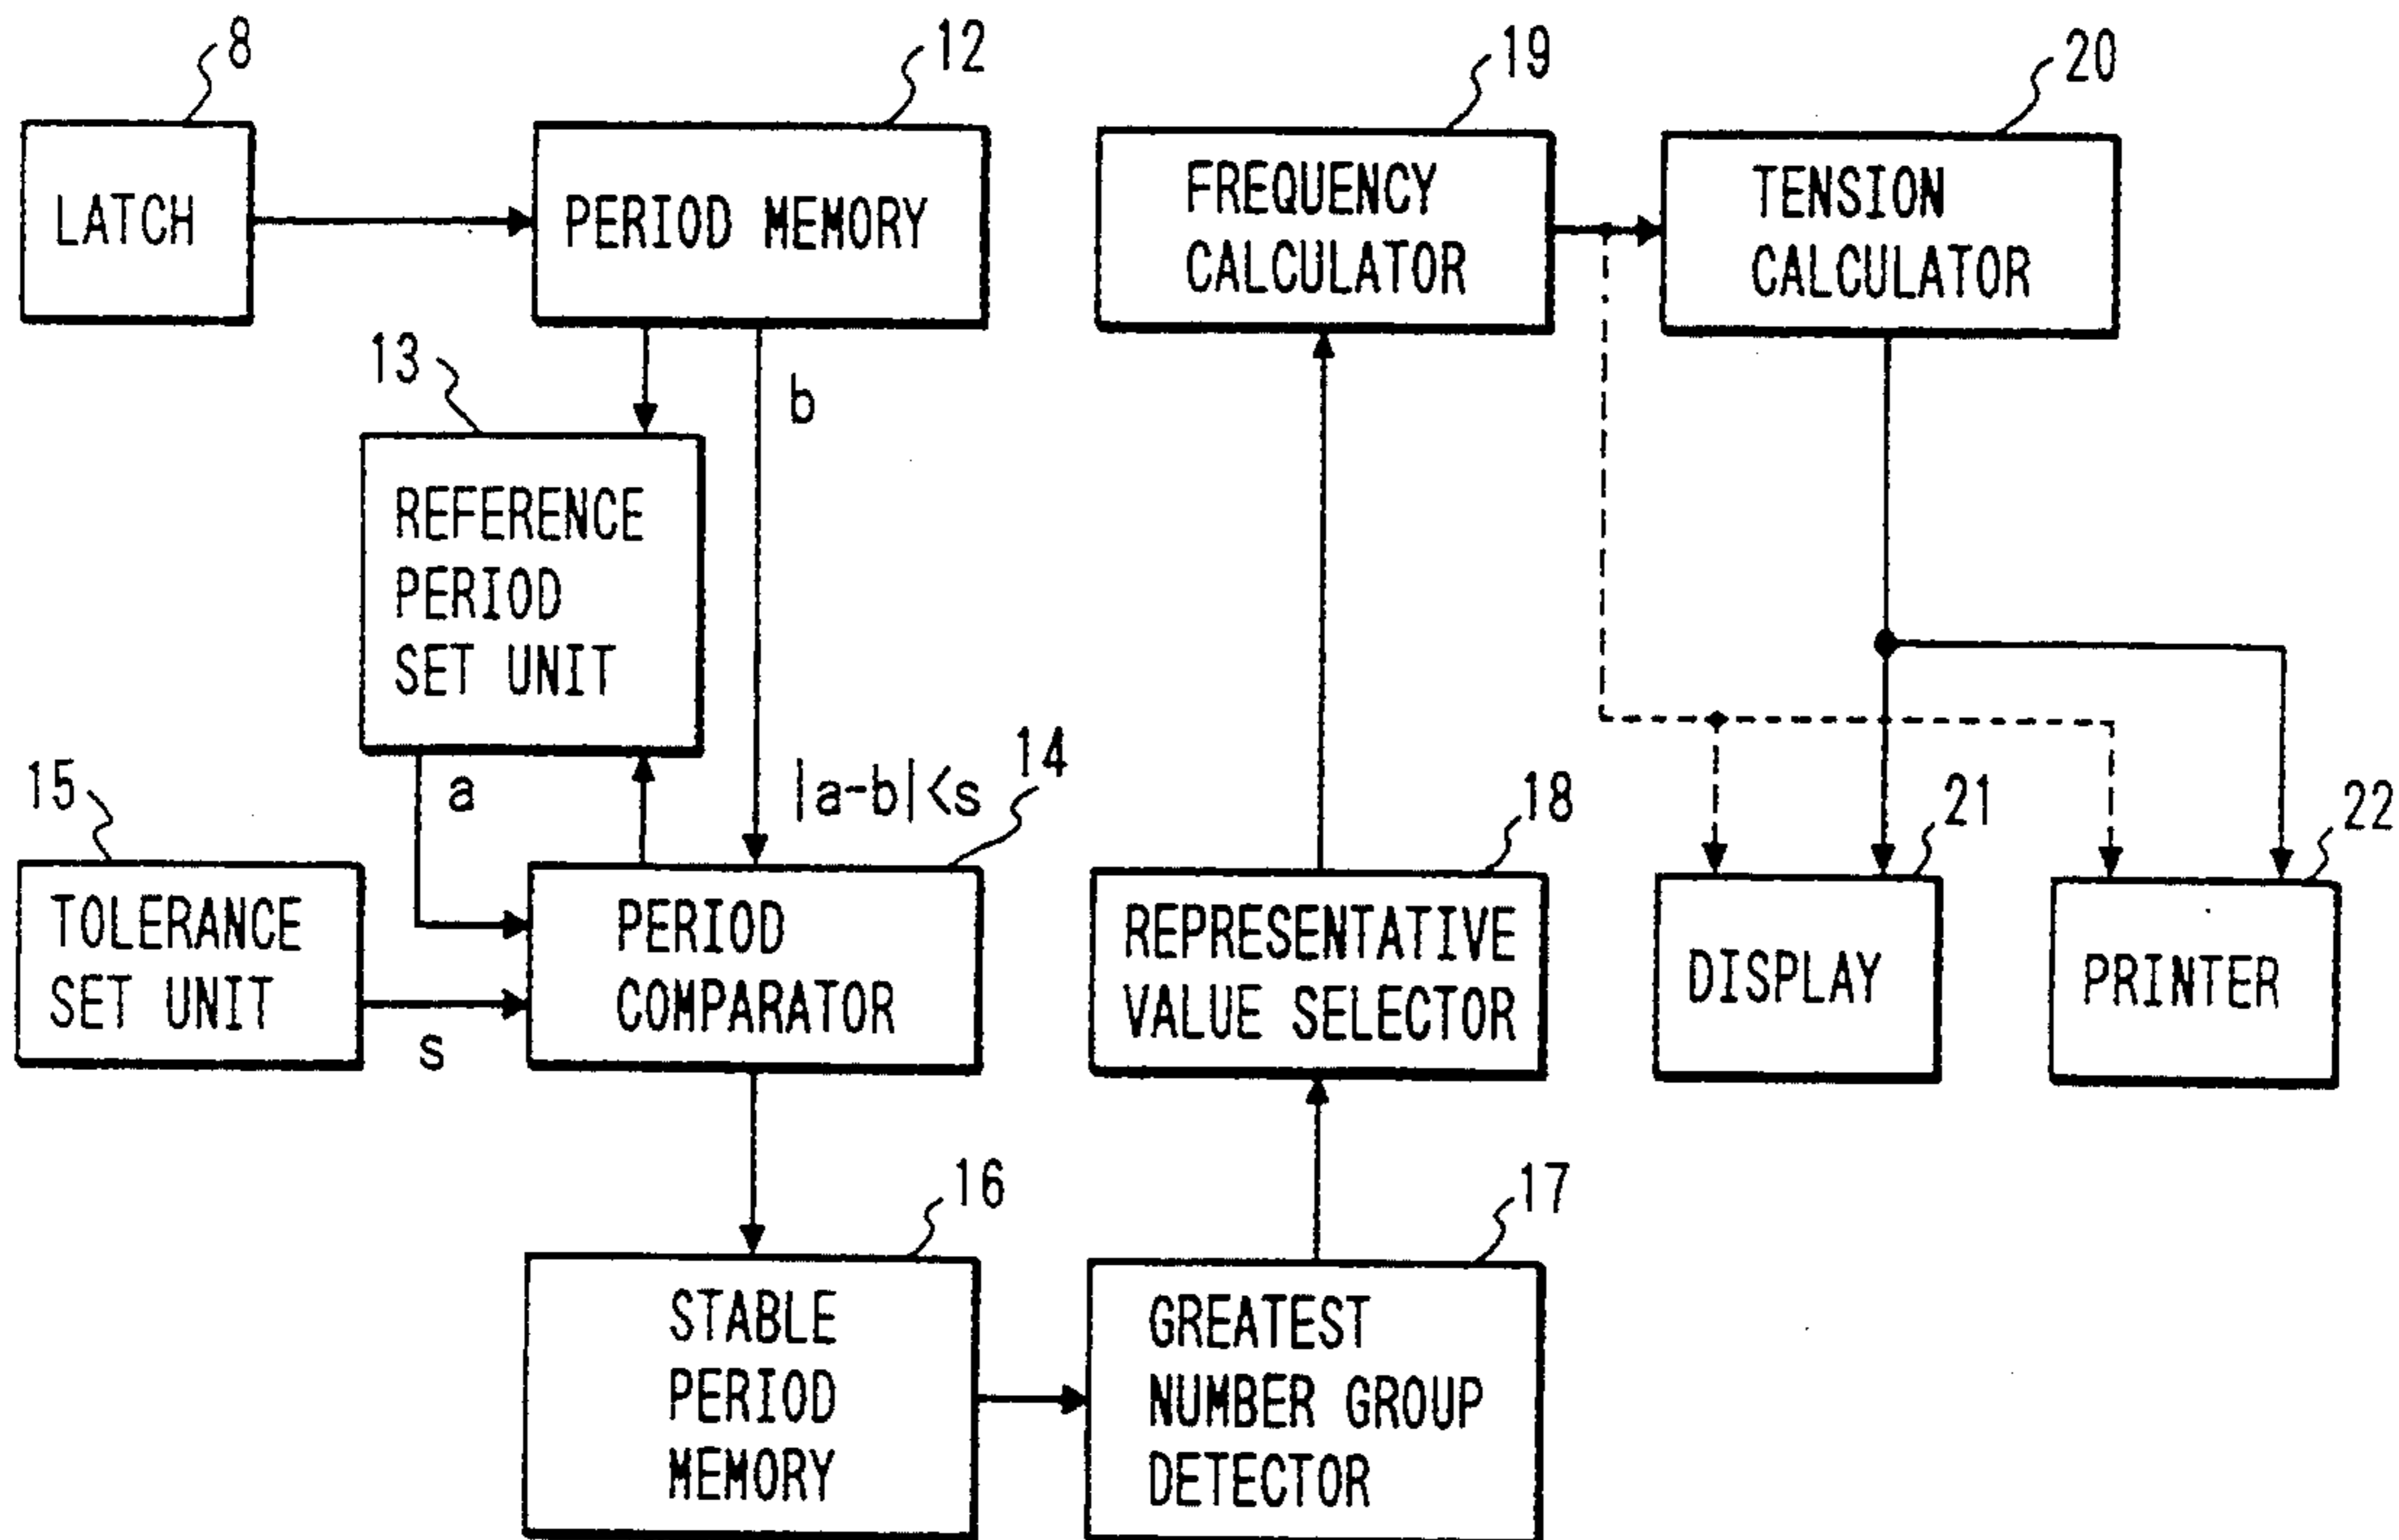 8
12
19
20
LATCH
PERIOD MEMORY
FREQUENCY
CALCULATOR
TENSION
CALCULATOR
13
b
REFERENCE
PERIOD
SET UNIT
a
|a-b|<s
14
15
18
21
22
TOLERANCE
SET UNIT
s
PERIOD
COMPARATOR
REPRESENTATIVE
VALUE SELECTOR
DISPLAY
PRINTER
16
17
STABLE
PERIOD
MEMORY
GREATEST
NUMBER GROUP
DETECTOR